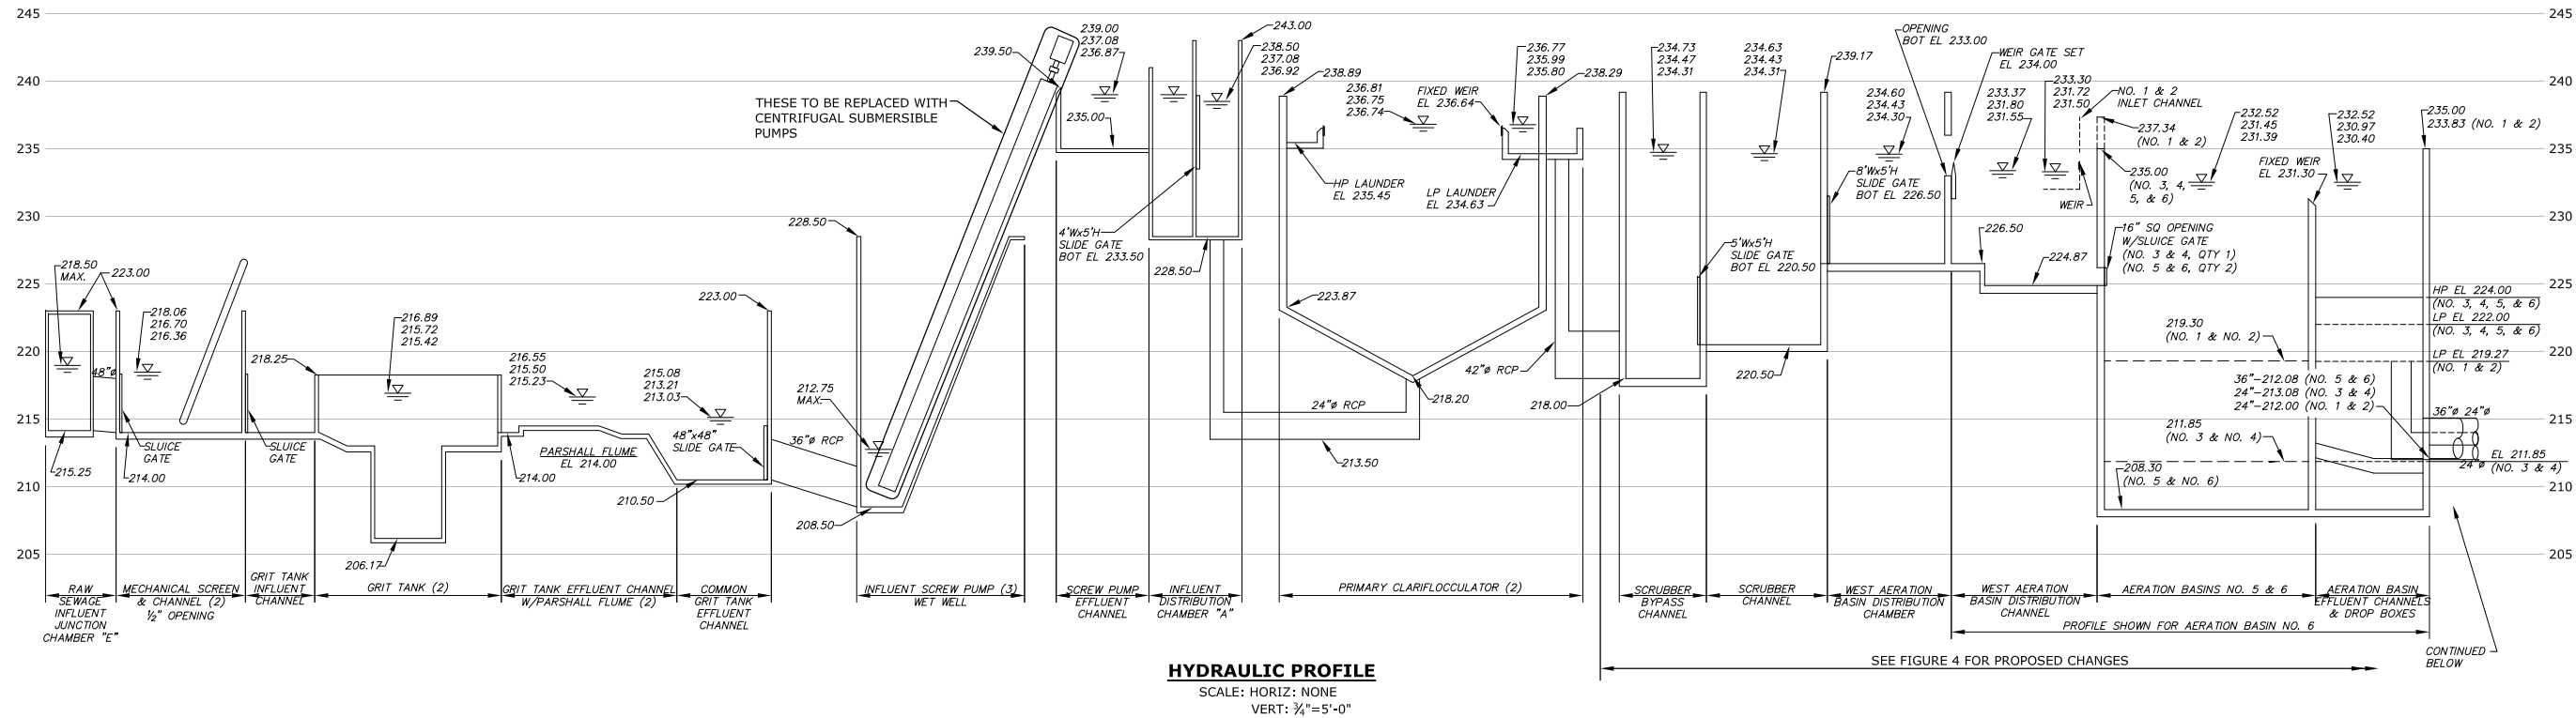 245
240
235
230
225
220
215
210
205
245
240
235
230
225
220
215
210
205
218.50
MAX.
223.00
48"ø
215.25
218.06
216.70
216.36
SLUICE
GATE
214.00
SLUICE
GATE
218.25
216.89
215.72
215.42
206.17
216.55
215.50
215.23
214.00
PARSHALL FLUME
EL 214.00
215.08
213.21
213.03
48"x48"
SLIDE GATE
210.50
223.00
36"ø RCP
212.75
MAX.
208.50
228.50
THESE TO BE REPLACED WITH
CENTRIFUGAL SUBMERSIBLE
PUMPS
239.50
239.00
237.08
236.87
235.00
4'Wx5'H
SLIDE GATE
BOT EL 233.50
243.00
238.50
237.08
236.92
228.50
238.89
236.81
236.75
236.74
HP LAUNDER
EL 235.45
FIXED WEIR
EL 236.64
LP LAUNDER
EL 234.63
236.77
235.99
235.80
238.29
223.87
24"ø RCP
218.20
213.50
42"ø RCP
218.00
234.73
234.47
234.31
5'Wx5'H
SLIDE GATE
BOT EL 220.50
220.50
234.63
234.43
234.31
239.17
8'Wx5'H
SLIDE GATE
BOT EL 226.50
234.60
234.43
234.30
OPENING
BOT EL 233.00
WEIR GATE SET
EL 234.00
233.37
231.80
231.55
226.50
224.87
233.30
231.72
231.50
NO. 1 & 2
INLET CHANNEL
WEIR
237.34
(NO. 1 & 2)
235.00
(NO. 3, 4,
5, & 6)
16" SQ OPENING
W/SLUICE GATE
(NO. 3 & 4, QTY 1)
(NO. 5 & 6, QTY 2)
232.52
231.45
231.39
FIXED WEIR
EL 231.30
232.52
230.97
230.40
235.00
233.83 (NO. 1 & 2)
219.30
(NO. 1 & NO. 2)
36"-212.08 (NO. 5 & 6)
24"-213.08 (NO. 3 & 4)
24"-212.00 (NO. 1 & 2)
211.85
(NO. 3 & NO. 4)
208.30
(NO. 5 & NO. 6)
HP EL 224.00
(NO. 3, 4, 5, & 6)
LP EL 222.00
(NO. 3, 4, 5, & 6)
LP EL 219.27
(NO. 1 & 2)
36"ø 24"ø
24"ø
EL 211.85
(NO. 3 & 4)
RAW
SEWAGE
INFLUENT
JUNCTION
CHAMBER "E"
MECHANICAL SCREEN
& CHANNEL (2)
½" OPENING
GRIT TANK
INFLUENT
CHANNEL
GRIT TANK (2)
GRIT TANK EFFLUENT CHANNEL
W/PARSHALL FLUME (2)
COMMON
GRIT TANK
EFFLUENT
CHANNEL
INFLUENT SCREW PUMP (3)
WET WELL
SCREW PUMP
EFFLUENT
CHANNEL
INFLUENT
DISTRIBUTION
CHAMBER "A"
PRIMARY CLARIFLOCCULATOR (2)
SCRUBBER
BYPASS
CHANNEL
SCRUBBER
CHANNEL
WEST AERATION
BASIN DISTRIBUTION
CHAMBER
WEST AERATION
BASIN DISTRIBUTION
CHANNEL
AERATION BASINS NO. 5 & 6
AERATION BASIN
EFFLUENT CHANNELS
& DROP BOXES
PROFILE SHOWN FOR AERATION BASIN NO. 6
SEE FIGURE 4 FOR PROPOSED CHANGES
CONTINUED
BELOW
HYDRAULIC PROFILE
SCALE: HORIZ: NONE
VERT: ¾"=5'-0"